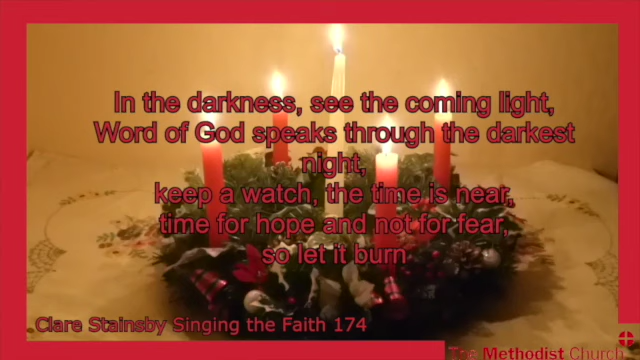 In the darkness, see the coming light,
Word of God speaks through the darkest
night,
keep a watch, the time is near,
time for hope and not for fear,
so let it burn
Clare Stainsby Singing the Faith 174
The Methodist Church